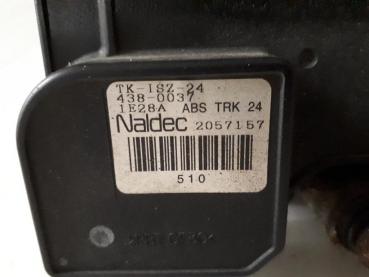 TK-ISZ-24
438-0037
1E28A ABS TRK 24
Naldec 2057157
510